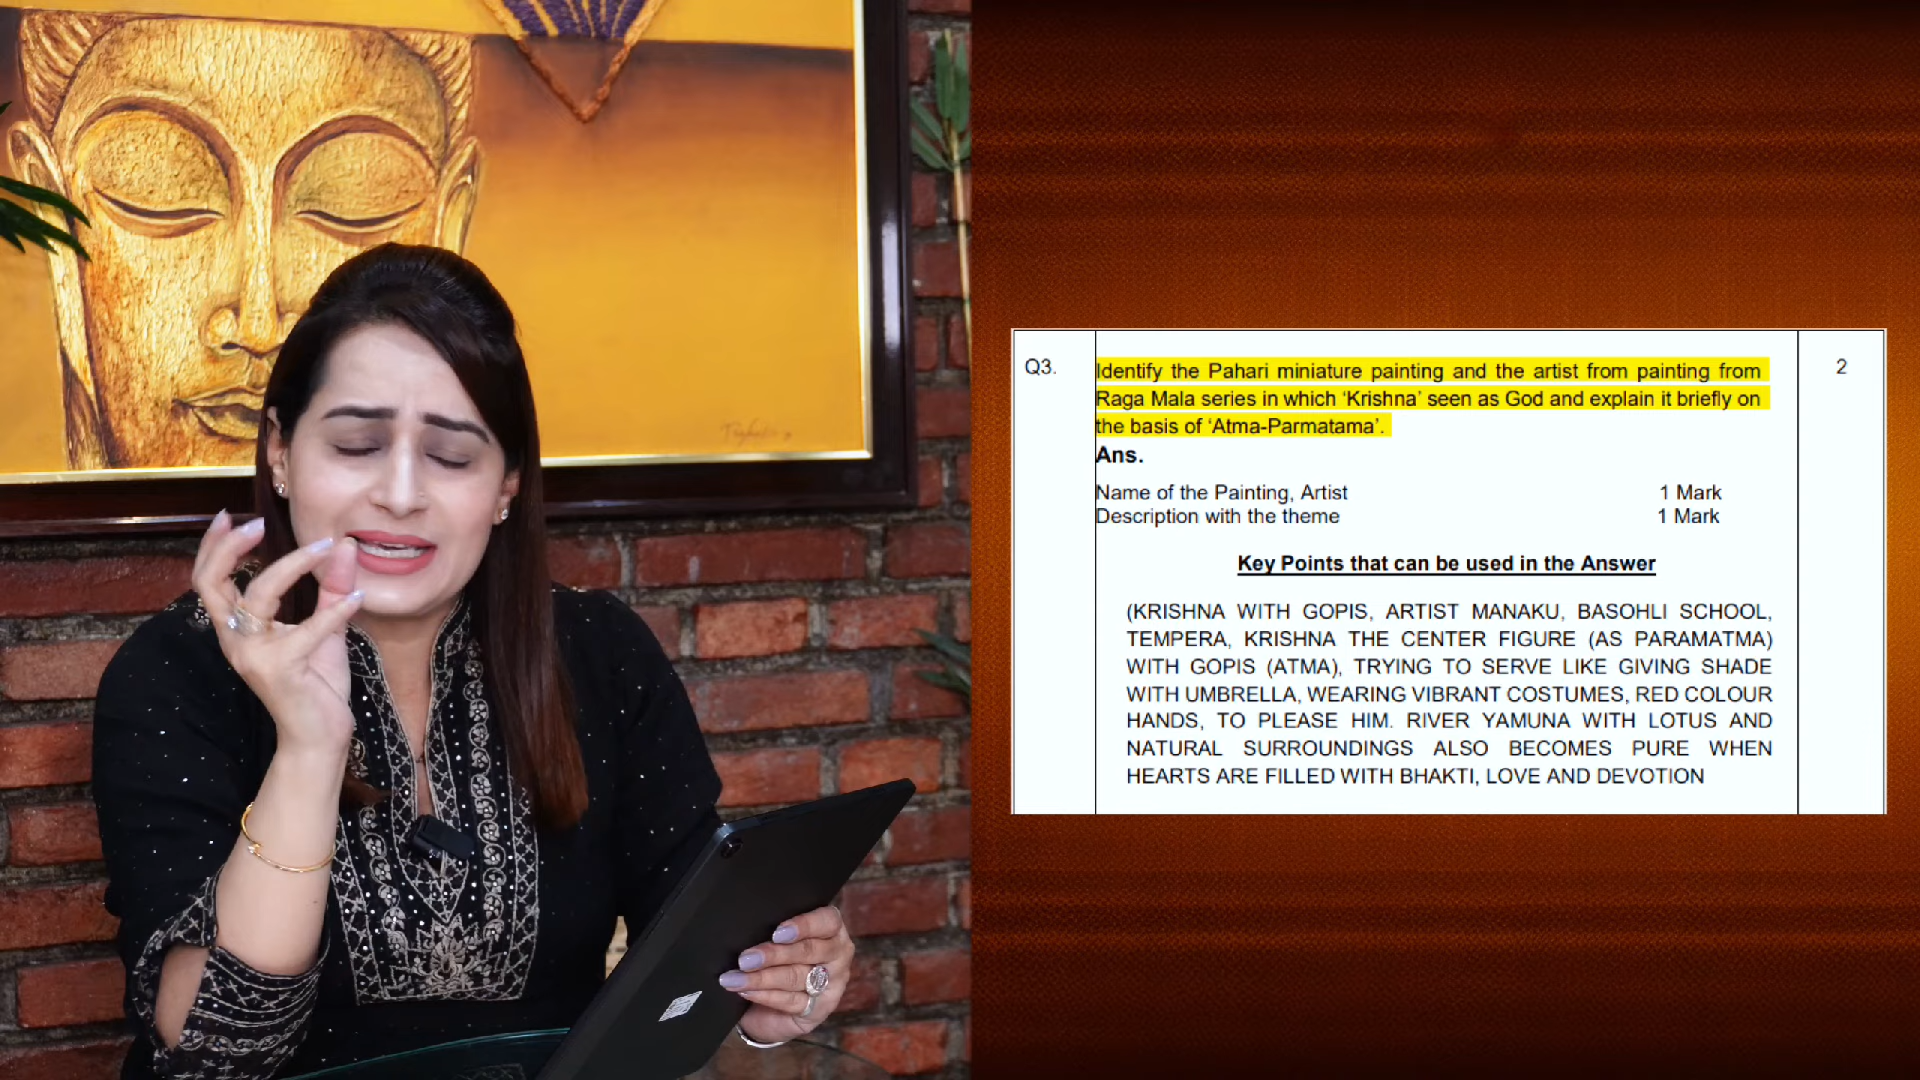 Q3.
Identify the Pahari miniature painting and the artist from painting from
Raga Mala series in which ‘Krishna’ seen as God and explain it briefly on
the basis of ‘Atma-Parmatama’.
2
Ans.
Name of the Painting, Artist 1 Mark
Description with the theme 1 Mark
Key Points that can be used in the Answer
(KRISHNA WITH GOPIS, ARTIST MANAKU, BASOHLI SCHOOL,
TEMPERA, KRISHNA THE CENTER FIGURE (AS PARAMATMA)
WITH GOPIS (ATMA), TRYING TO SERVE LIKE GIVING SHADE
WITH UMBRELLA, WEARING VIBRANT COSTUMES, RED COLOUR
HANDS, TO PLEASE HIM. RIVER YAMUNA WITH LOTUS AND
NATURAL SURROUNDINGS ALSO BECOMES PURE WHEN
HEARTS ARE FILLED WITH BHAKTI, LOVE AND DEVOTION